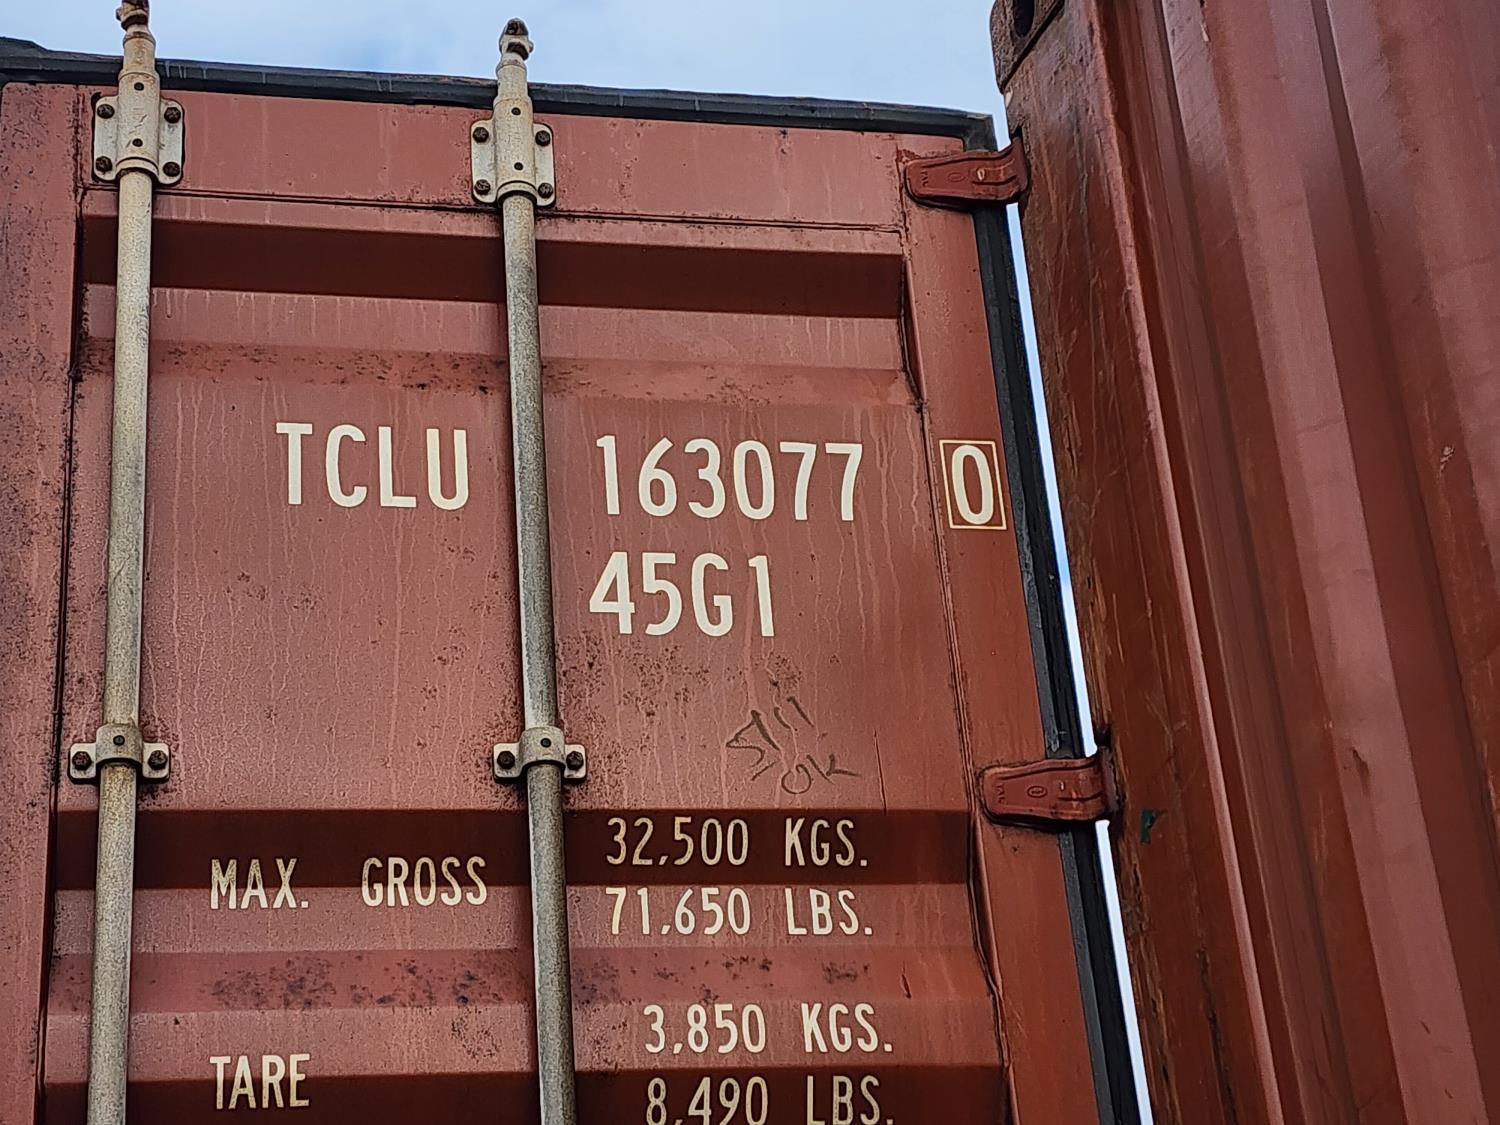 TCLU 163077 0
45G1
OK
MAX. GROSS 32,500 KGS.
71,650 LBS.
TARE 3,850 KGS.
8,490 LBS.